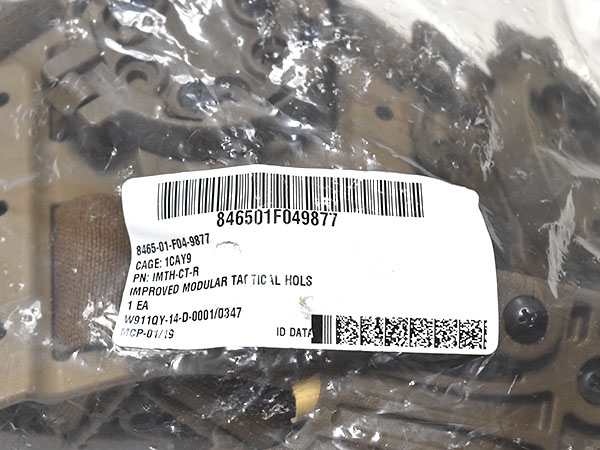 846501F049877
8465-01-F04-9877
CAGE: 1CAY9
PN: IMTH-CT-R
IMPROVED MODULAR TACTICAL HOLS
1 EA
W911QY-14-D-0001/0347
MCP-01/19
ID DATA